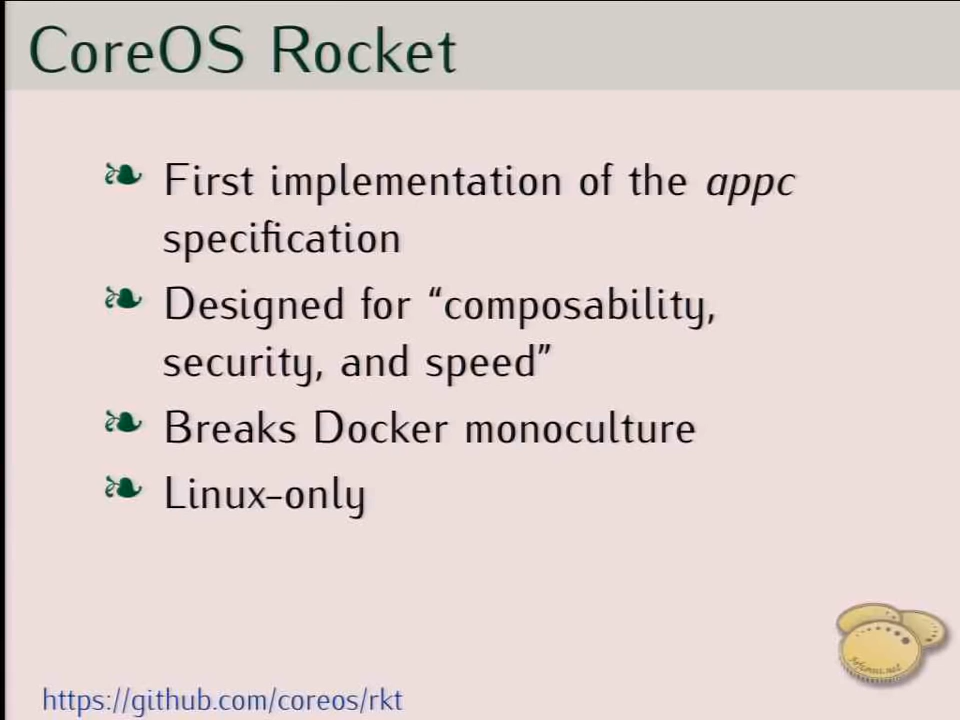 CoreOS Rocket
First implementation of the appc
specification
Designed for “composability,
security, and speed”
Breaks Docker monoculture
Linux-only
https://github.com/coreos/rkt